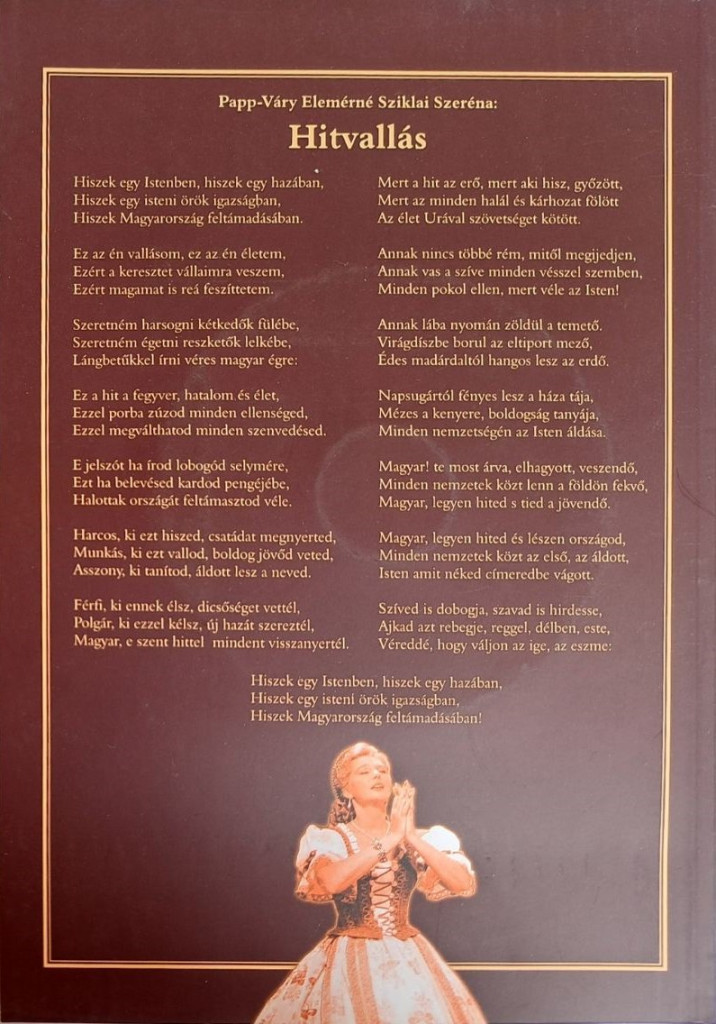 Papp-Váry Elemérné Sziklai Szeréna:
Hitvallás
Hiszek egy Istenben, hiszek egy hazában,
Hiszek egy isteni örök igazságban,
Hiszek Magyarország feltámadásában.
Ez az én vallásom, ez az én életem,
Ezért a keresztet vállaimra veszem,
Ezért magamat is reá feszíttetem.
Szeretném harsogni kétkedők fülébe,
Szeretném égetni reszketők lelkébe,
Lángbetűkkel írni véres magyar égre:
Ez a hit a fegyver, hatalom és élet,
Ezzel porba zúzod minden ellenséged,
Ezzel megválthatod minden szenvedésed.
E jelszót ha írod lobogód selymére,
Ezt ha belevésed kardod pengéjébe,
Halottak országát feltámasztod véle.
Harcos, ki ezt hiszed, csatádat megnyerted,
Munkás, ki ezt vallod, boldog jövőd veted,
Asszony, ki tanítod, áldott lesz a neved.
Férfi, ki ennek élsz, dicsőséget vettél,
Polgár, ki ezzel kélsz, új hazát szereztél,
Magyar, e szent hittel mindent visszanyertél.
Mert a hit az erő, mert aki hisz, győzött,
Mert az minden halál és kárhozat fölött
Az élet Urával szövetséget kötött.
Annak nincs többé rém, mitől megijedjen,
Annak vas a szíve minden vésszel szemben,
Minden pokol ellen, mert véle az Isten!
Annak lába nyomán zöldül a temető.
Virágdíszbe borul az eltiport mező,
Édes madárdaltól hangos lesz az erdő.
Napsugártól fényes lesz a háza tája,
Mézes a kenyere, boldogság tanyája,
Minden nemzetségén az Isten áldása.
Magyar! te most árva, elhagyott, veszendő,
Minden nemzetek közt lenn a földön fekvő,
Magyar, legyen hited s tied a jövendő.
Magyar, legyen hited és lészen országod,
Minden nemzetek közt az első, az áldott,
Isten amit néked címeredbe vágott.
Szíved is dobogja, szavad is hirdesse,
Ajkad azt rebegje, reggel, délben, este,
Véreddé, hogy váljon az ige, az eszme:
Hiszek egy Istenben, hiszek egy hazában,
Hiszek egy isteni örök igazságban,
Hiszek Magyarország feltámadásában!